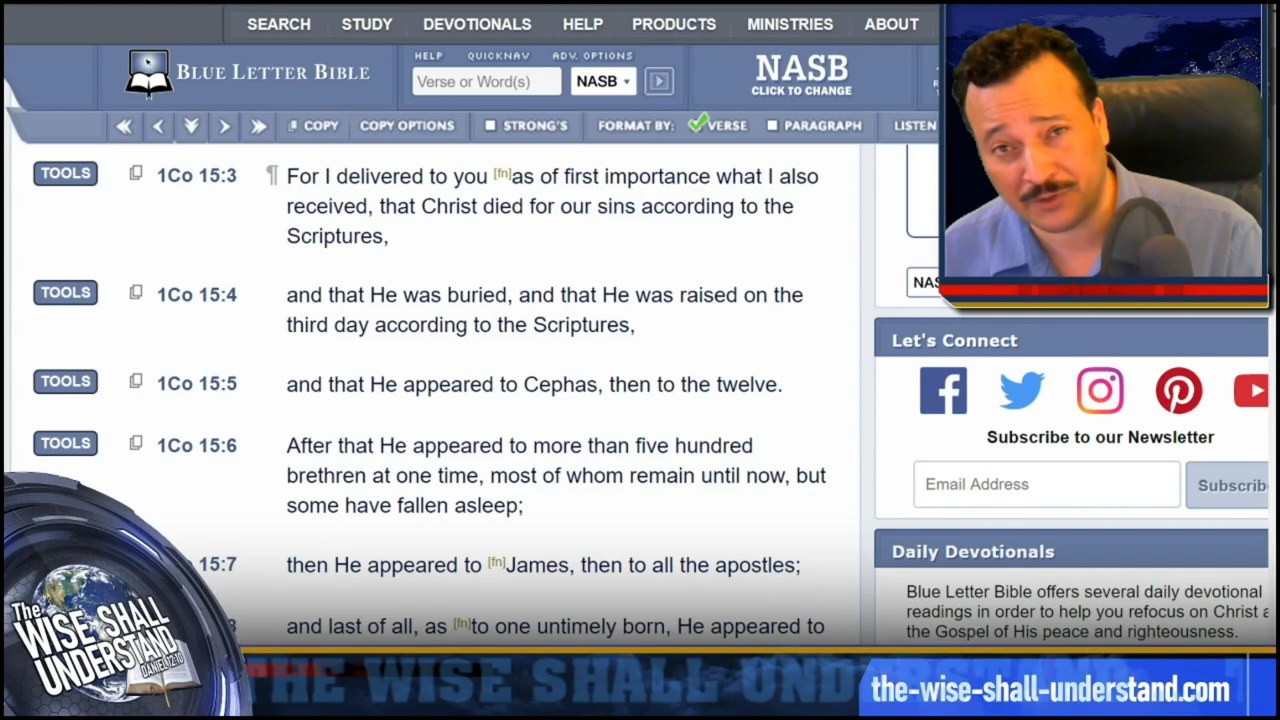 SEARCH STUDY DEVOTIONALS HELP PRODUCTS MINISTRIES ABOUT
BLUE LETTER BIBLE
HELP QUICKNAV ADV. OPTIONS
Verse or Word(s) NASB
NASB
CLICK TO CHANGE
COPY COPY OPTIONS STRONG'S FORMAT BY: VERSE PARAGRAPH LISTEN
TOOLS 1Co 15:3 ¶ For I delivered to you [fn]as of first importance what I also
received, that Christ died for our sins according to the
Scriptures,
TOOLS 1Co 15:4 and that He was buried, and that He was raised on the
third day according to the Scriptures,
TOOLS 1Co 15:5 and that He appeared to Cephas, then to the twelve.
TOOLS 1Co 15:6 After that He appeared to more than five hundred
brethren at one time, most of whom remain until now, but
some have fallen asleep;
15:7 then He appeared to [fn]James, then to all the apostles;
and last of all, as [fn]to one untimely born, He appeared to
NAS
Let's Connect
Subscribe to our Newsletter
Email Address Subscrib
Daily Devotionals
Blue Letter Bible offers several daily devotional
readings in order to help you refocus on Christ a
the Gospel of His peace and righteousness.
The
WISE SHALL
UNDERSTAND
DANIEL 12:10
THE WISE SHALL UNDERSTAND
the-wise-shall-understand.com